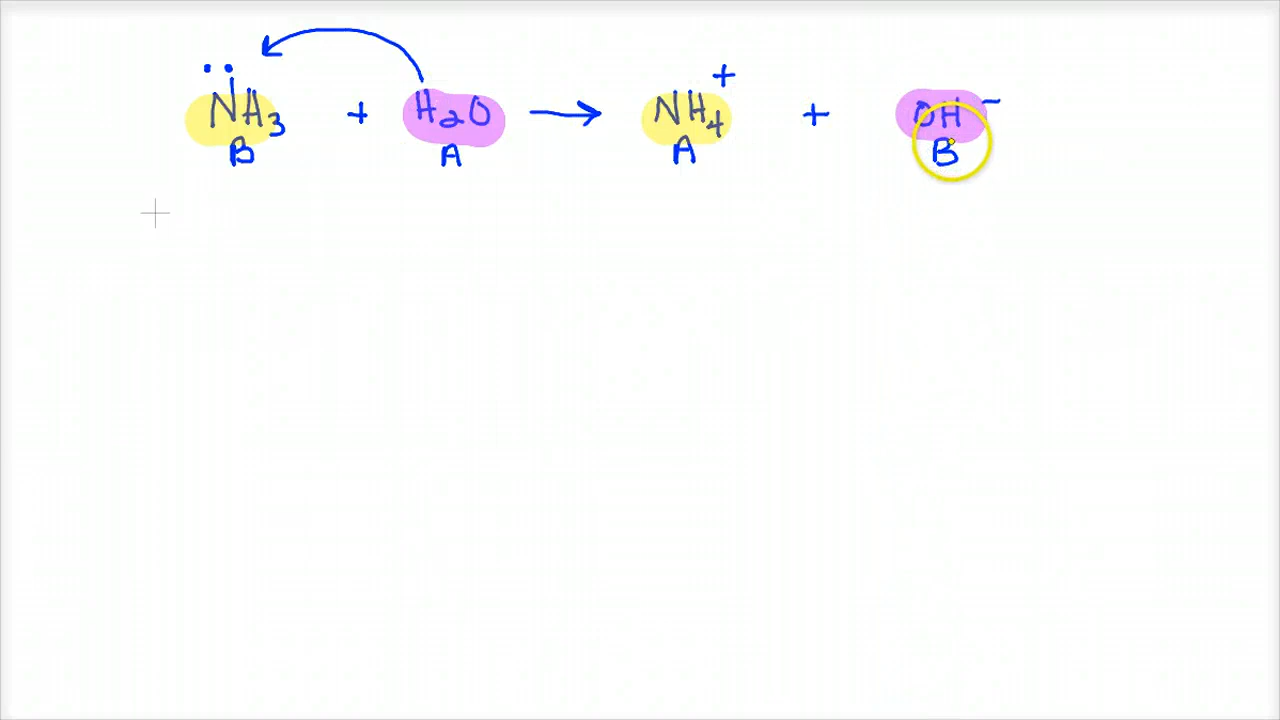 NH₃ + H₂O → NH₄⁺ + OH⁻
B A A B